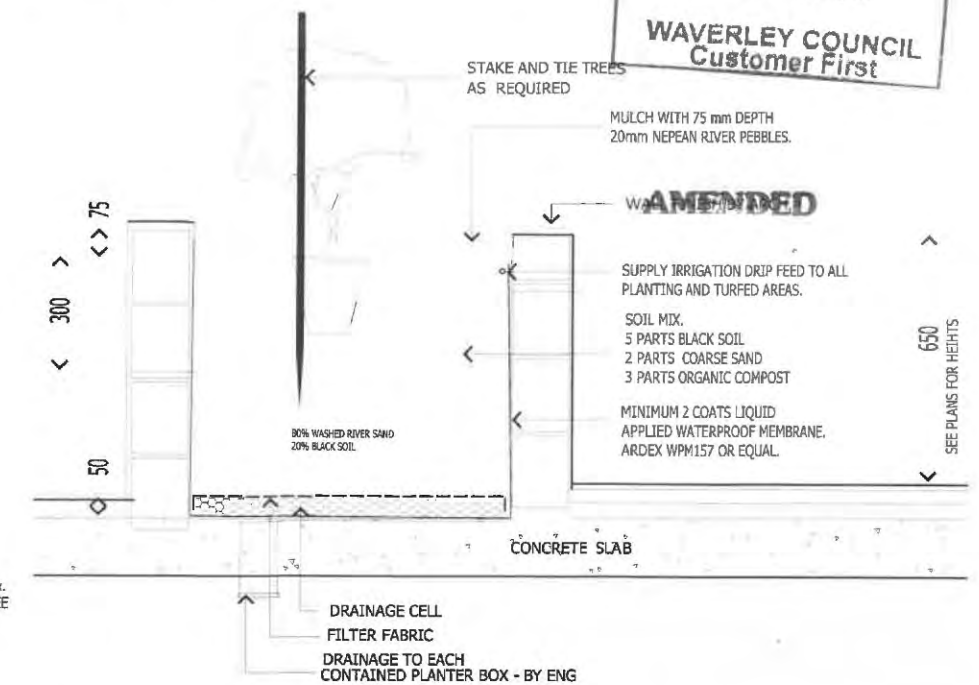 WAVERLEY COUNCIL
Customer First
STAKE AND TIE TREES
AS REQUIRED
MULCH WITH 75 mm DEPTH
20mm NEPEAN RIVER PEBBLES.
AMENDED
75
300
50
SUPPLY IRRIGATION DRIP FEED TO ALL
PLANTING AND TURFED AREAS.
SOIL MIX.
5 PARTS BLACK SOIL
2 PARTS COARSE SAND
3 PARTS ORGANIC COMPOST
MINIMUM 2 COATS LIQUID
APPLIED WATERPROOF MEMBRANE.
ARDEX WPM157 OR EQUAL.
650
SEE PLANS FOR HEIHTS
80% WASHED RIVER SAND
20% BLACK SOIL
CONCRETE SLAB
DRAINAGE CELL
FILTER FABRIC
DRAINAGE TO EACH
CONTAINED PLANTER BOX - BY ENG